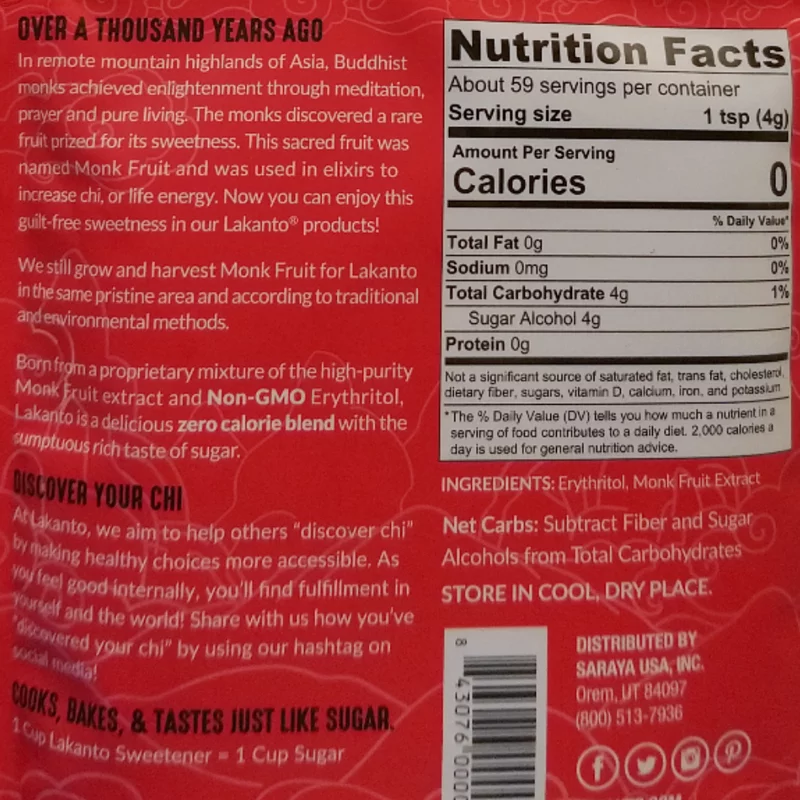 OVER A THOUSAND YEARS AGO
In remote mountain highlands of Asia, Buddhist
monks achieved enlightenment through meditation,
prayer and pure living. The monks discovered a rare
fruit prized for its sweetness. This sacred fruit was
named Monk Fruit and was used in elixirs to
increase chi, or life energy. Now you can enjoy this
guilt-free sweetness in our Lakanto® products!
We still grow and harvest Monk Fruit for Lakanto
in the same pristine area and according to traditional
and environmental methods.
Born from a proprietary mixture of the high-purity
Monk Fruit extract and Non-GMO Erythritol,
Lakanto is a delicious zero calorie blend with the
sumptuous rich taste of sugar.
DISCOVER YOUR CHI
At Lakanto, we aim to help others "discover chi"
by making healthy choices more accessible. As
you feel good internally, you'll find fulfillment in
yourself and the world! Share with us how you've
"discovered your chi" by using our hashtag on
social media!
COOKS, BAKES, & TASTES JUST LIKE SUGAR.
1 Cup Lakanto Sweetener = 1 Cup Sugar
Nutrition Facts
About 59 servings per container
Serving size 1 tsp (4g)
Amount Per Serving
Calories 0
% Daily Value*
Total Fat 0g 0%
Sodium 0mg 0%
Total Carbohydrate 4g 1%
Sugar Alcohol 4g
Protein 0g
Not a significant source of saturated fat, trans fat, cholesterol,
dietary fiber, sugars, vitamin D, calcium, iron, and potassium
*The % Daily Value (DV) tells you how much a nutrient in a
serving of food contributes to a daily diet. 2,000 calories a
day is used for general nutrition advice.
INGREDIENTS: Erythritol, Monk Fruit Extract
Net Carbs: Subtract Fiber and Sugar
Alcohols from Total Carbohydrates
STORE IN COOL, DRY PLACE.
8 43076 000
DISTRIBUTED BY
SARAYA USA, INC.
Orem, UT 84097
(800) 513-7936